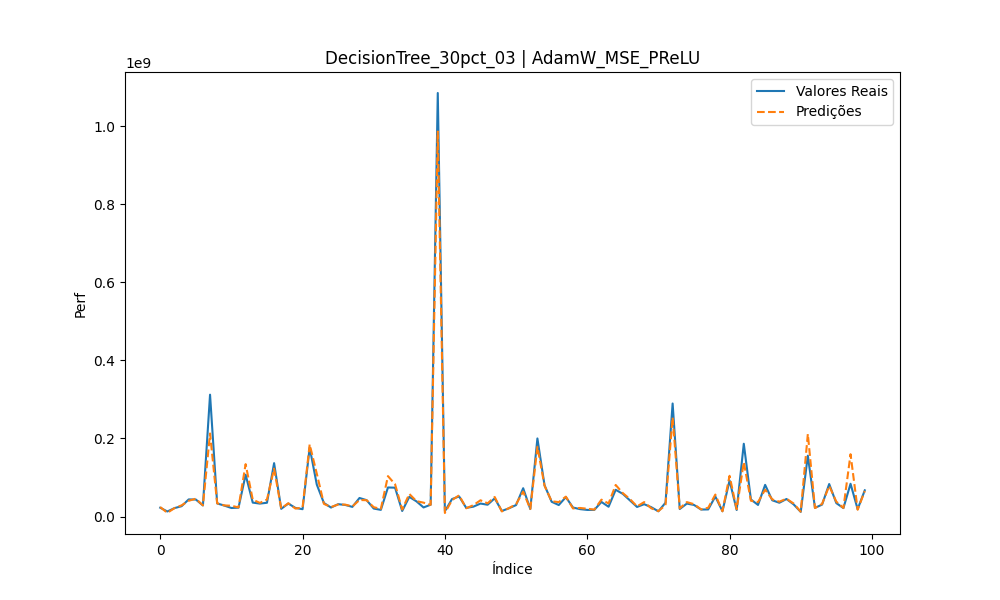 DecisionTree_30pct_03 | AdamW_MSE_PReLU
1e9
Valores Reais
Predições
1.0
0.8
0.6
0.4
0.2
0.0
Perf
0 20 40 60 80 100
Índice